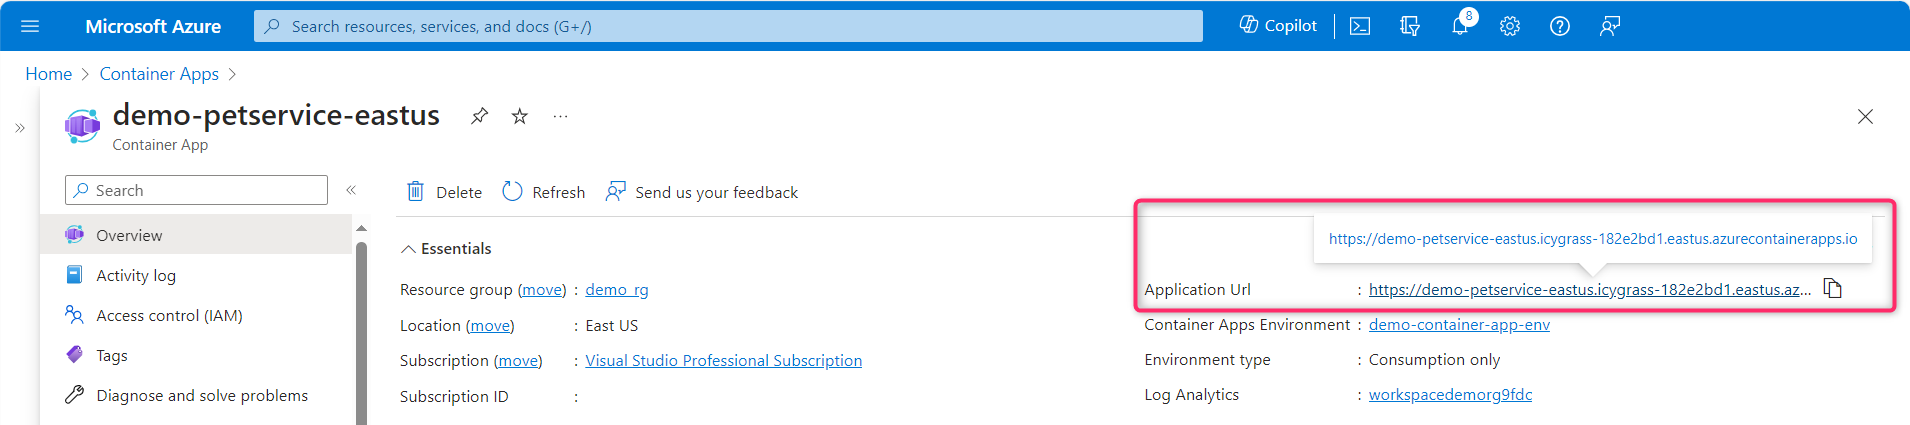 Microsoft Azure
Search resources, services, and docs (G+/)
Copilot
8
Home > Container Apps >
demo-petservice-eastus
Container App
Search
Delete
Refresh
Send us your feedback
Overview
Activity log
Access control (IAM)
Tags
Diagnose and solve problems
Essentials
Resource group (move) : demo_rg
Location (move) : East US
Subscription (move) : Visual Studio Professional Subscription
Subscription ID :
https://demo-petservice-eastus.icygrass-182e2bd1.eastus.azurecontainerapps.io
Application Url : https://demo-petservice-eastus.icygrass-182e2bd1.eastus.az...
Container Apps Environment : demo-container-app-env
Environment type : Consumption only
Log Analytics : workspacedemorg9fdc